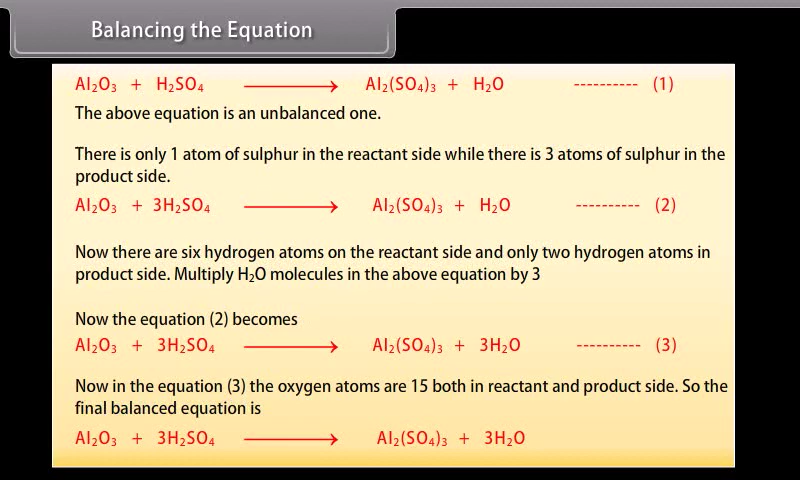 Balancing the Equation
Al₂O₃ + H₂SO₄ ⟶ Al₂(SO₄)₃ + H₂O ---------- (1)
The above equation is an unbalanced one.
There is only 1 atom of sulphur in the reactant side while there is 3 atoms of sulphur in the
product side.
Al₂O₃ + 3H₂SO₄ ⟶ Al₂(SO₄)₃ + H₂O ---------- (2)
Now there are six hydrogen atoms on the reactant side and only two hydrogen atoms in
product side. Multiply H₂O molecules in the above equation by 3
Now the equation (2) becomes
Al₂O₃ + 3H₂SO₄ ⟶ Al₂(SO₄)₃ + 3H₂O ---------- (3)
Now in the equation (3) the oxygen atoms are 15 both in reactant and product side. So the
final balanced equation is
Al₂O₃ + 3H₂SO₄ ⟶ Al₂(SO₄)₃ + 3H₂O